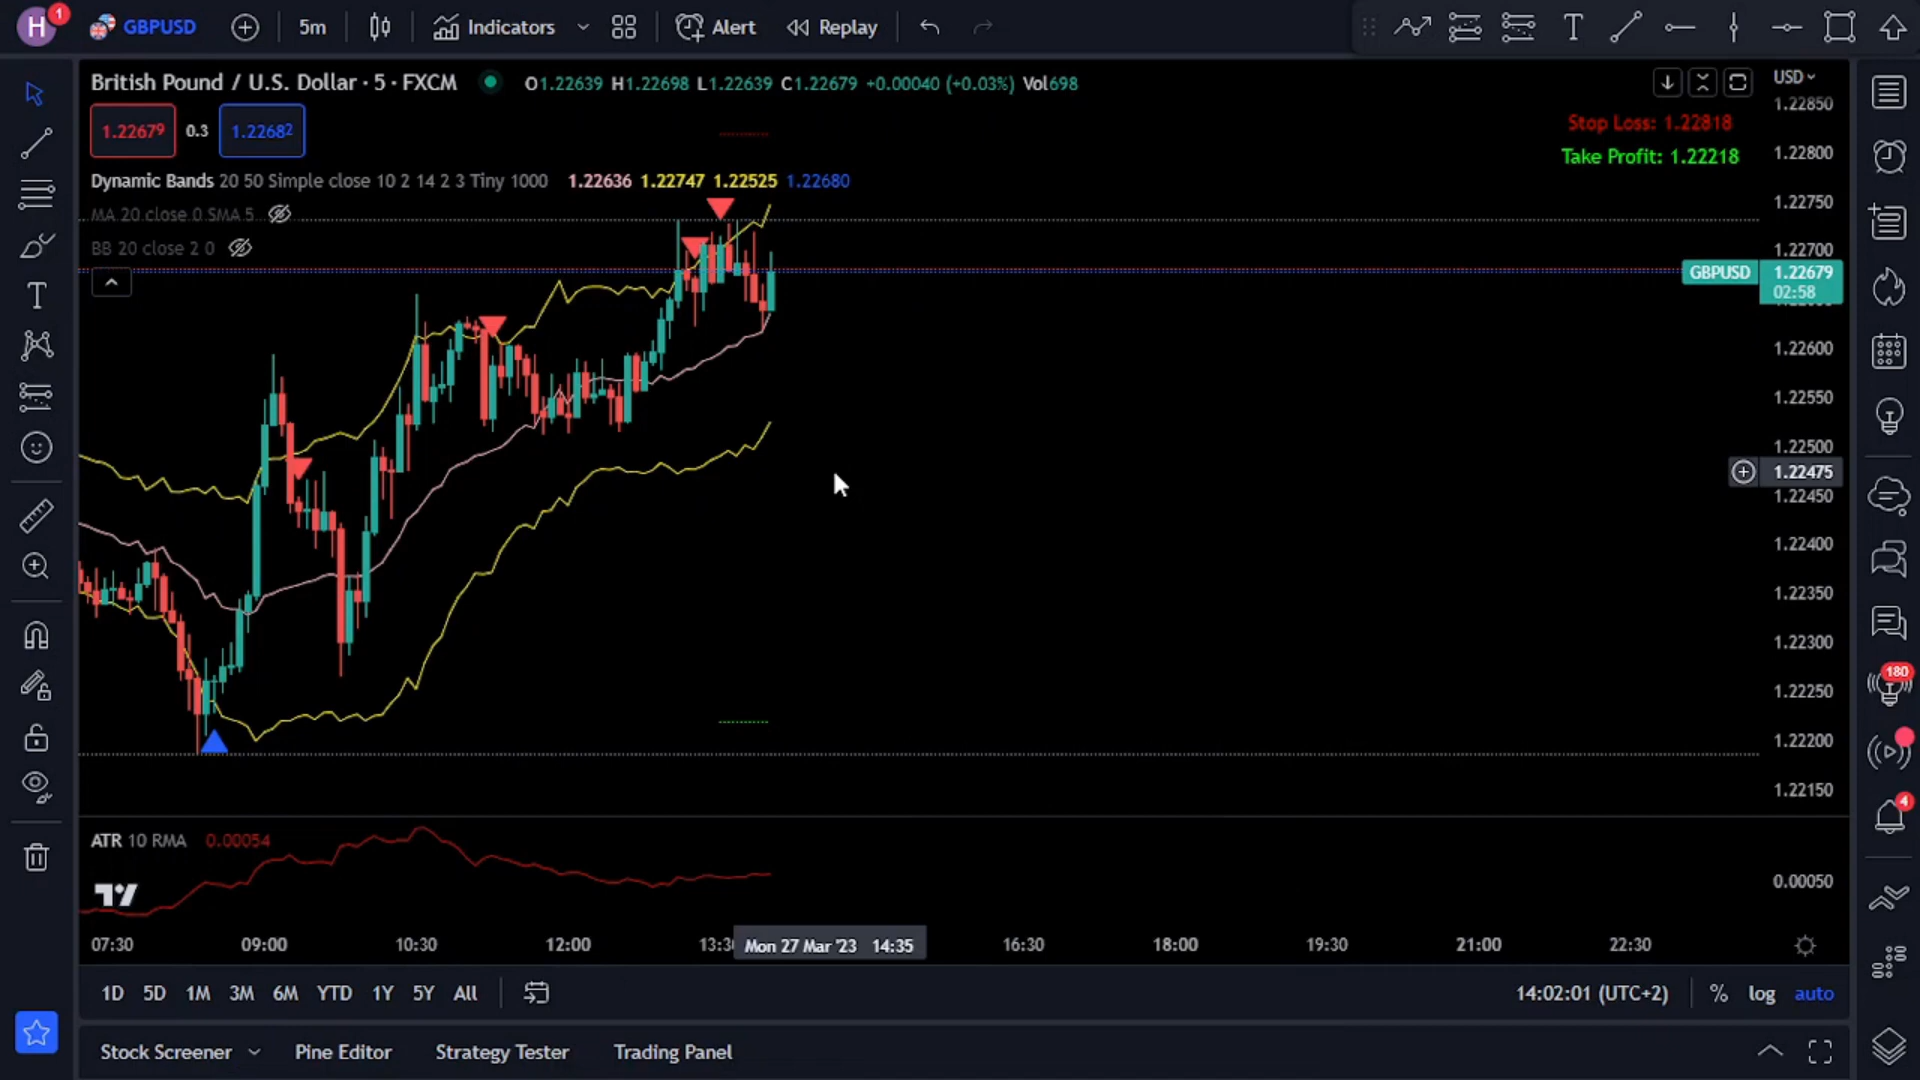 H 1 GBPUSD 5m Indicators Alert Replay
British Pound / U.S. Dollar · 5 · FXCM O1.22639 H1.22698 L1.22639 C1.22679 +0.00040 (+0.03%) Vol698
USD
1.22679 0.3 1.22682
Stop Loss: 1.22818
Take Profit: 1.22218
Dynamic Bands 20 50 Simple close 10 2 14 2 3 Tiny 1000 1.22636 1.22747 1.22525 1.22680
MA 20 close 0 SMA 5
BB 20 close 2 0
1.22850
1.22800
1.22750
1.22700
GBPUSD 1.22679
02:58
1.22600
1.22550
1.22500
1.22475
1.22450
1.22400
1.22350
1.22300
1.22250
1.22200
1.22150
180
4
ATR 10 RMA 0.00054
0.00050
07:30 09:00 10:30 12:00 13:30 Mon 27 Mar '23 14:35 16:30 18:00 19:30 21:00 22:30
1D 5D 1M 3M 6M YTD 1Y 5Y All 14:02:01 (UTC+2) % log auto
Stock Screener Pine Editor Strategy Tester Trading Panel